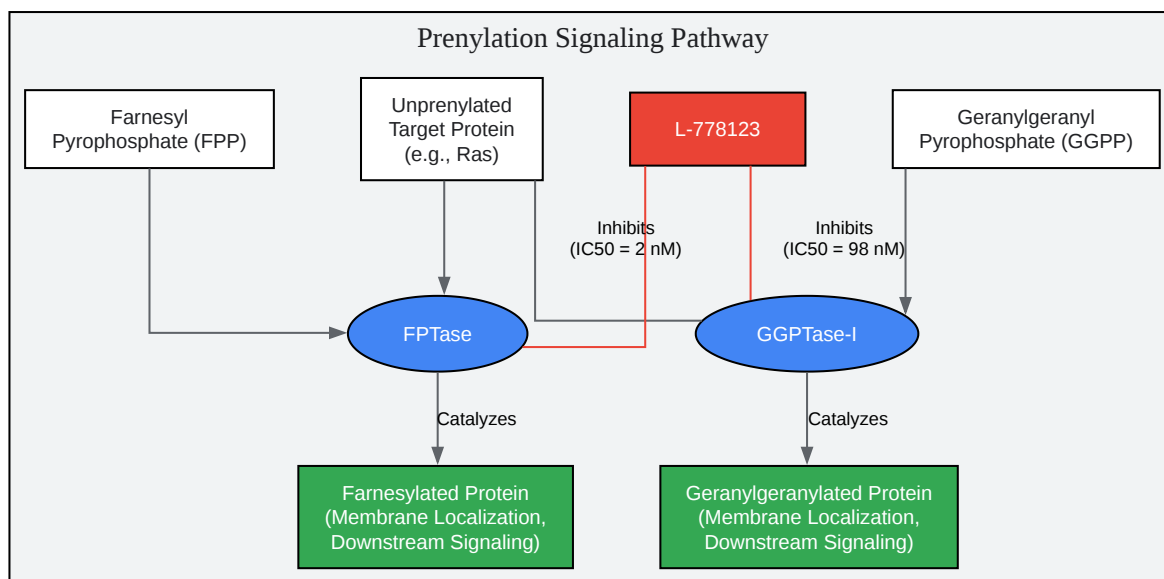 Prenylation Signaling Pathway
Farnesyl
Pyrophosphate (FPP)
Unprenylated
Target Protein
(e.g., Ras)
L-778123
Geranylgeranyl
Pyrophosphate (GGPP)
Inhibits
(IC50 = 2 nM)
Inhibits
(IC50 = 98 nM)
FPTase
GGPTase-I
Catalyzes
Catalyzes
Farnesylated Protein
(Membrane Localization,
Downstream Signaling)
Geranylgeranylated Protein
(Membrane Localization,
Downstream Signaling)